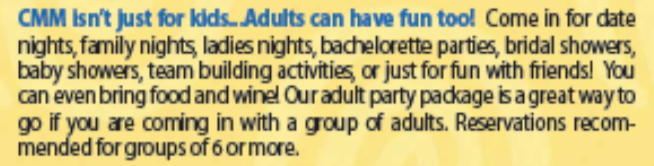 CMM isn't just for kids...Adults can have fun too! Come in for date
nights, family nights, ladies nights, bachelorette parties, bridal showers,
baby showers, team building activities, or just for fun with friends! You
can even bring food and wine! Our adult party package is a great way to
go if you are coming in with a group of adults. Reservations recom-
mended for groups of 6 or more.